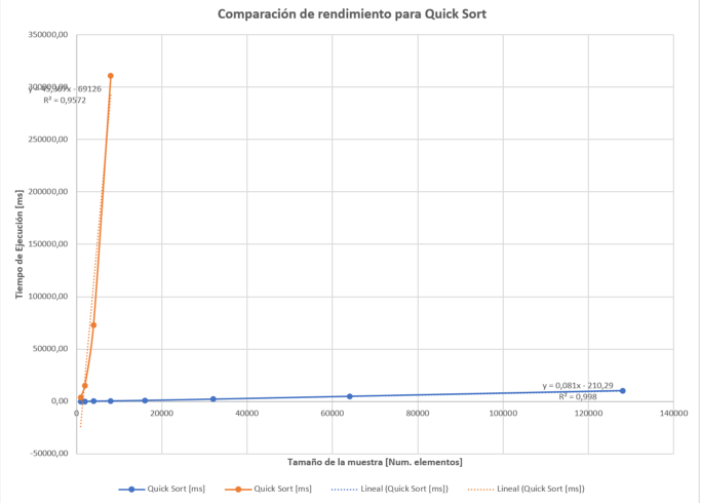 Comparación de rendimiento para Quick Sort
350000,00
300000,00
- 69126
R² = 0,9572
250000,00
200000,00
150000,00
100000,00
50000,00
0,00
-50000,00
Tiempo de Ejecución [ms]
y = 0,081x - 210,29
R² = 0,998
0 20000 40000 60000 80000 100000 120000 140000
Tamaño de la muestra [Num. elementos]
Quick Sort [ms] Quick Sort [ms] Lineal (Quick Sort [ms]) Lineal (Quick Sort [ms])